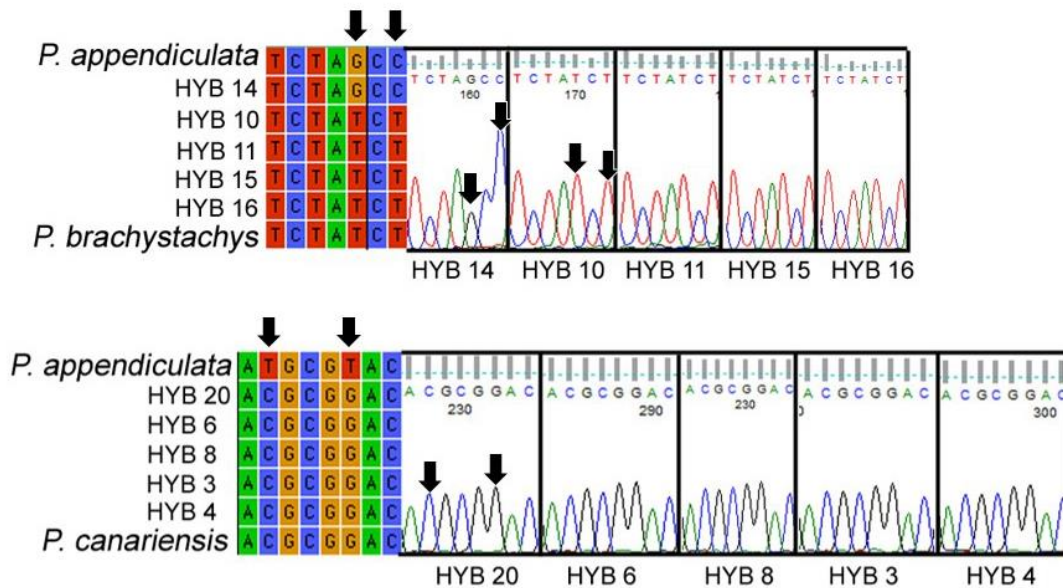 P. appendiculata TCTAGCC
HYB 14 TCTAGCC
HYB 10 TCTATCT
HYB 11 TCTATCT
HYB 15 TCTATCT
HYB 16 TCTATCT
P. brachystachys TCTATCT
TCTAGCC TCTATCT TCTATCT TCTATCT TCTATCT
160 170
HYB 14 HYB 10 HYB 11 HYB 15 HYB 16
P. appendiculata ATGCGTAC
HYB 20 ACGCGGAC
HYB 6 ACGCGGAC
HYB 8 ACGCGGAC
HYB 3 ACGCGGAC
HYB 4 ACGCGGAC
P. canariensis ACGCGGAC
ACGCGGAC ACGCGGAC ACGCGGAC ACGCGGAC ACGCGGAC
230 290 230 0 300
HYB 20 HYB 6 HYB 8 HYB 3 HYB 4